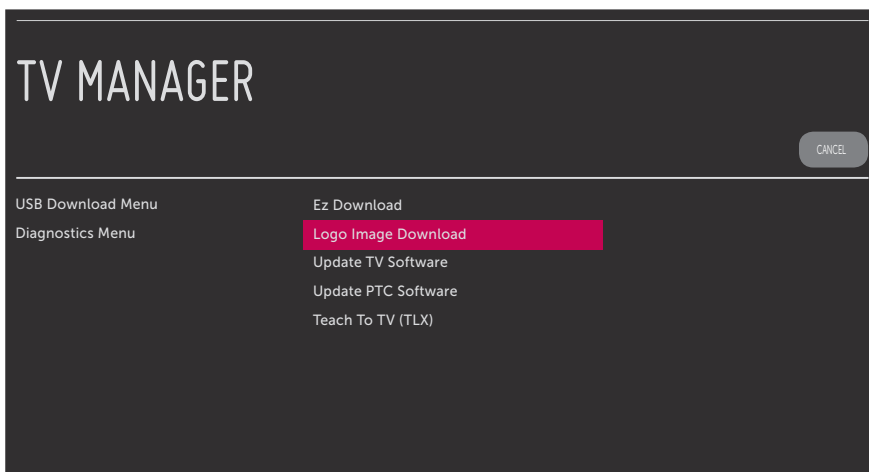 TV MANAGER
CANCEL
USB Download Menu
Diagnostics Menu
Ez Download
Logo Image Download
Update TV Software
Update PTC Software
Teach To TV (TLX)